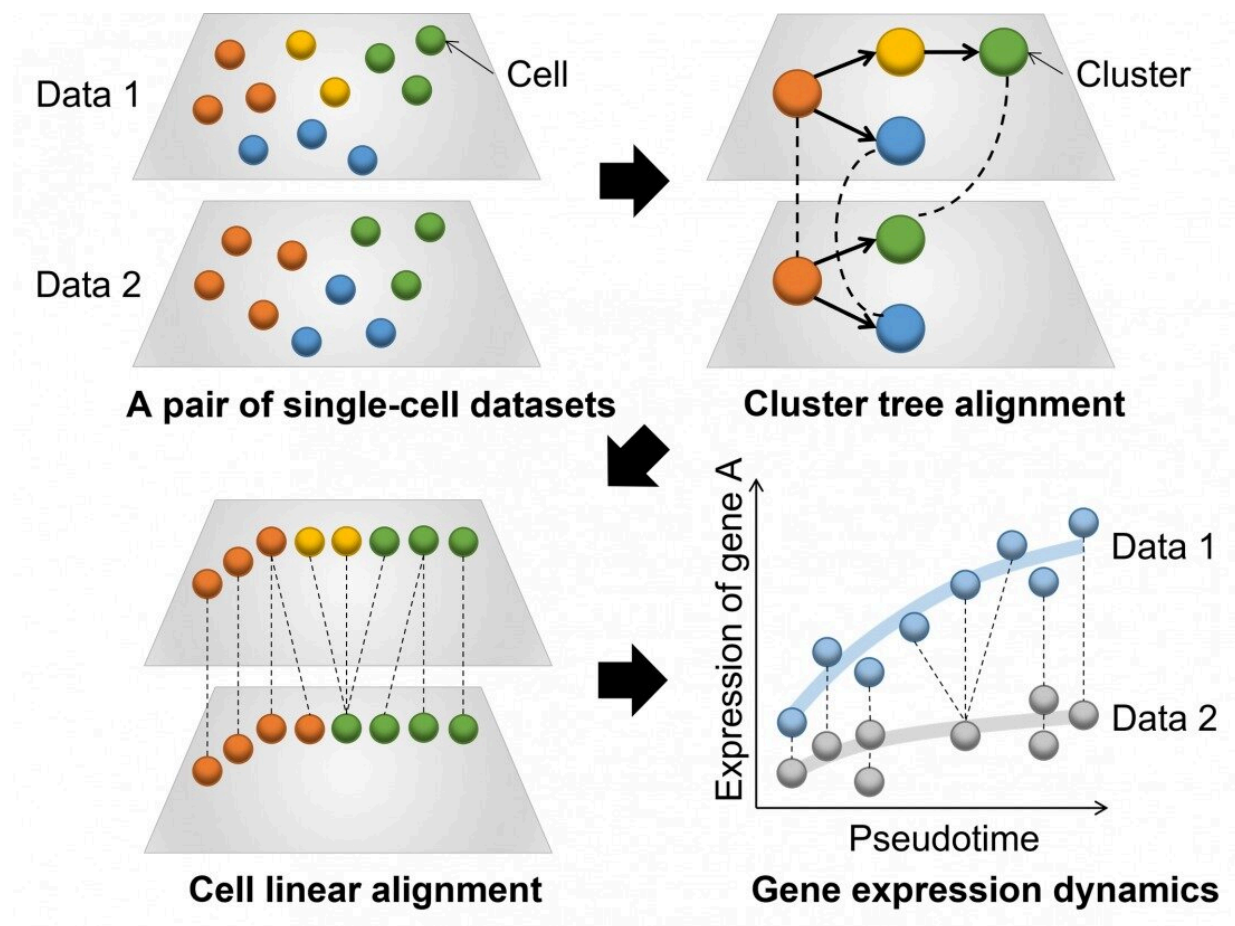 Data 1
Cell
Cluster
Data 2
A pair of single-cell datasets
Cluster tree alignment
Expression of gene A
Data 1
Data 2
Pseudotime
Cell linear alignment
Gene expression dynamics